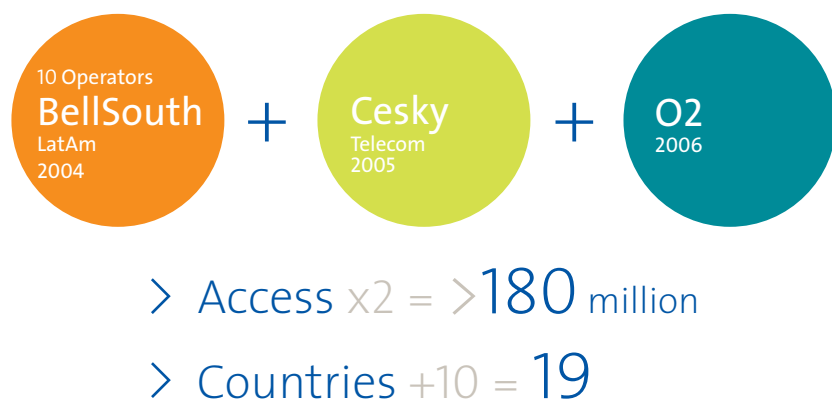 10 Operators
BellSouth
LatAm
2004
+
Cesky
Telecom
2005
+
O2
2006
> Access x2 = >180 million
> Countries +10 = 19